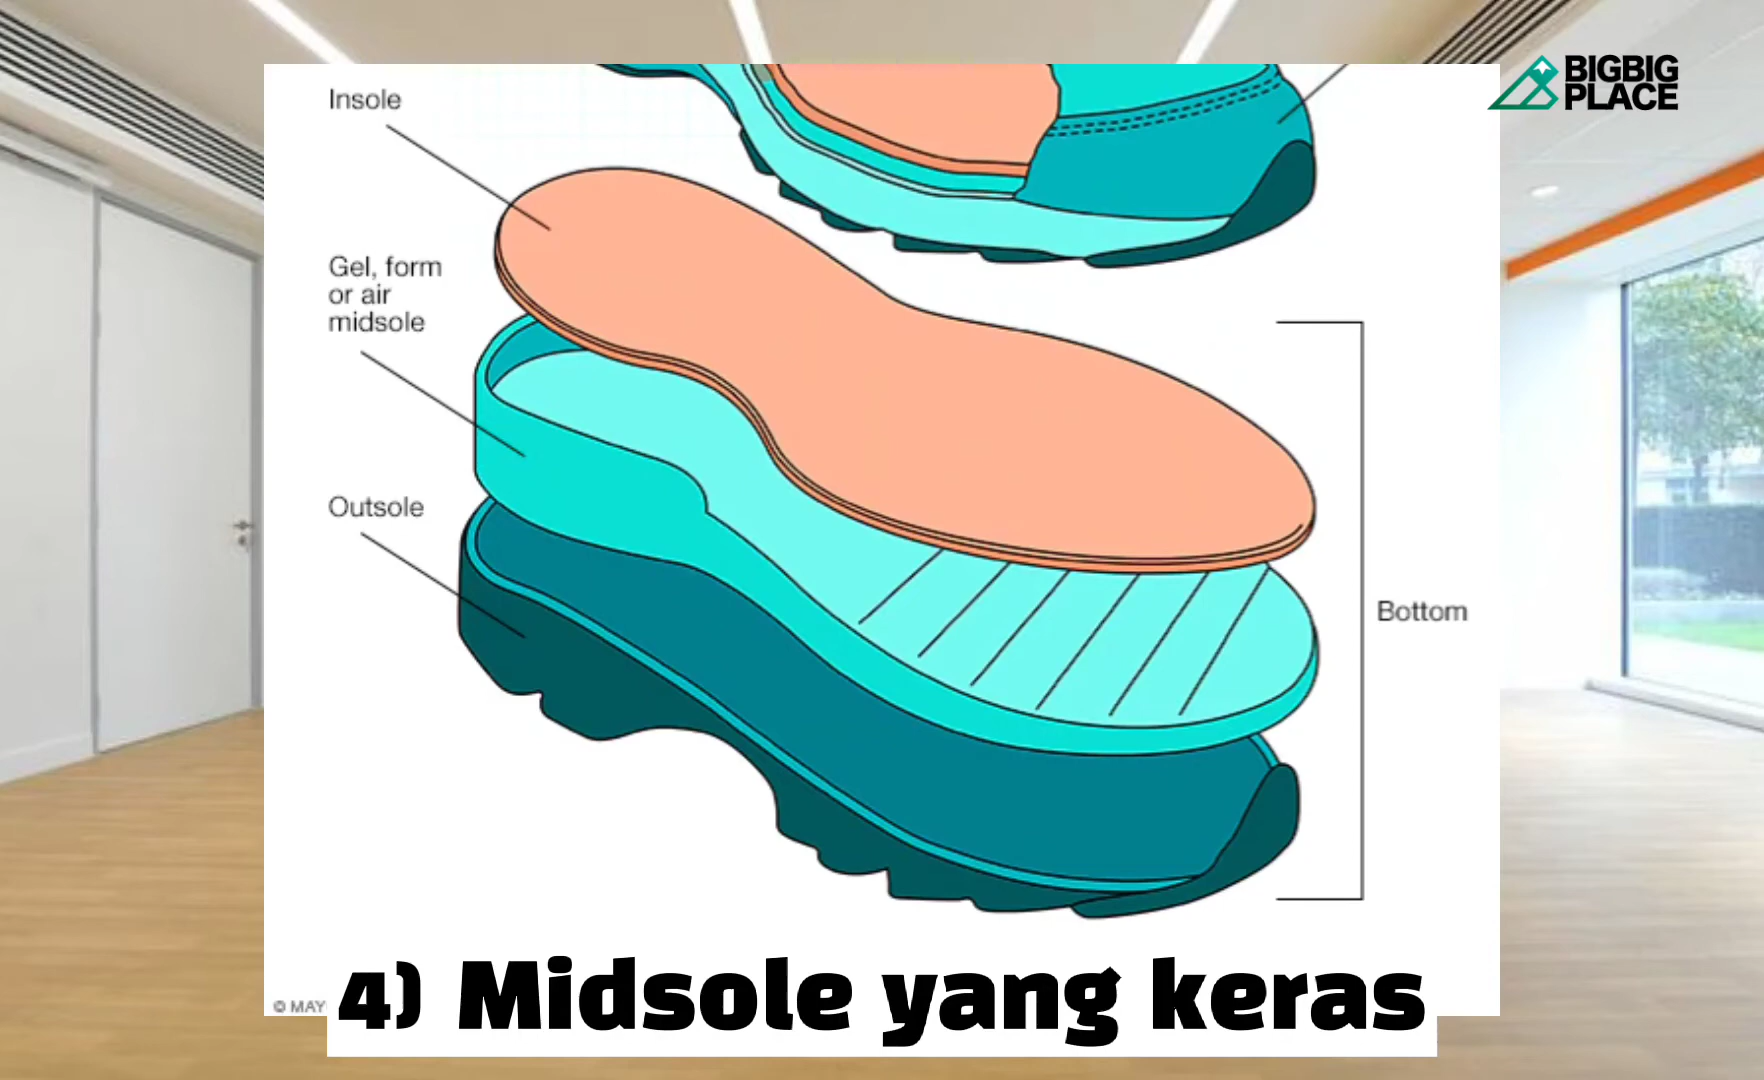 BIGBIG
PLACE
Insole
Gel, form
or air
midsole
Outsole
Bottom
© MAY
4) Midsole yang keras